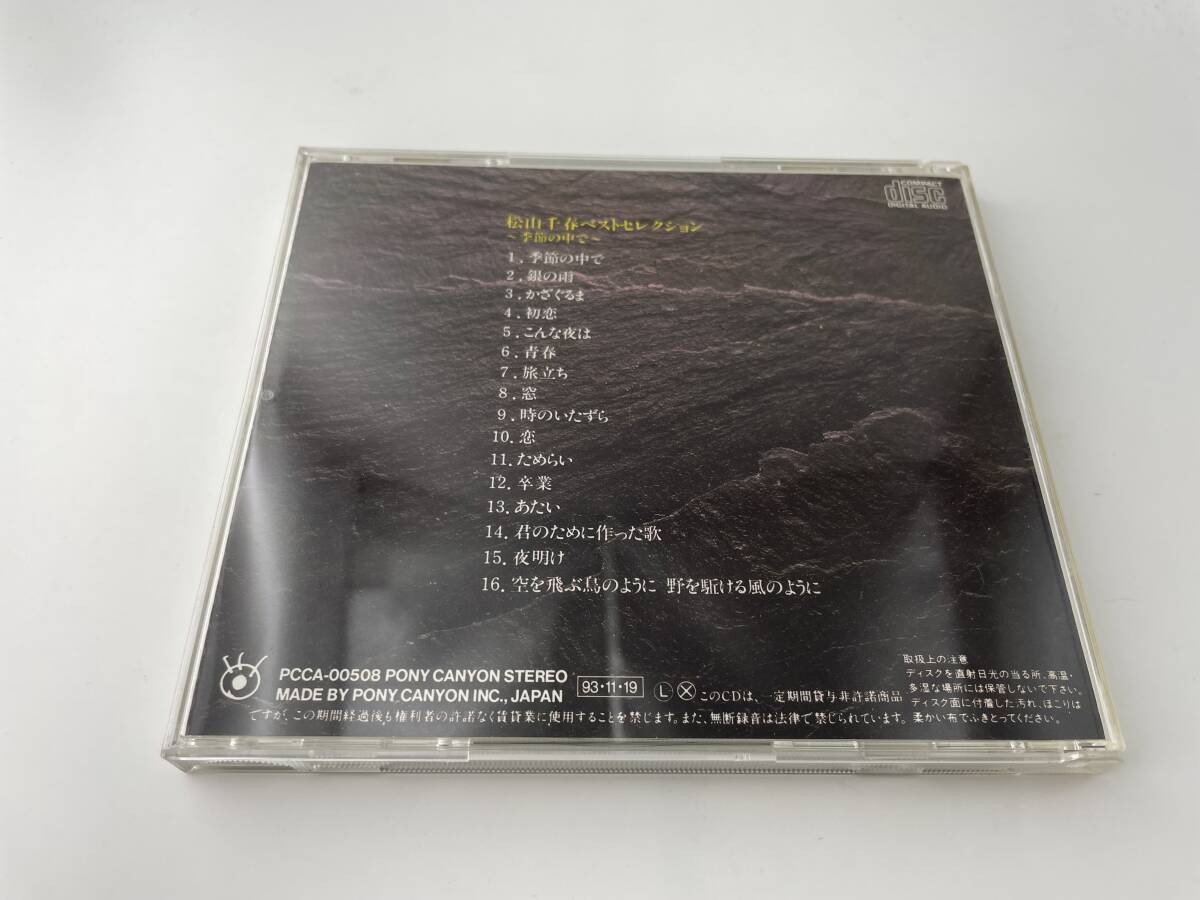 COMPACT
disc
DIGITAL AUDIO
松山千春ベストセレクション
～季節の中で～
1. 季節の中で
2. 銀の雨
3. かざぐるま
4. 初恋
5. こんな夜は
6. 青春
7. 旅立ち
8. 窓
9. 時のいたずら
10. 恋
11. ためらい
12. 卒業
13. あたい
14. 君のために作った歌
15. 夜明け
16. 空を飛ぶ鳥のように 野を駈ける風のように
PCCA-00508 PONY CANYON STEREO
MADE BY PONY CANYON INC., JAPAN
93・11・19
Ⓛ Ⓧ このCDは、一定期間貸与非許諾商品
ですが、この期間経過後も権利者の許諾なく賃貸業に使用することを禁じます。また、無断録音は法律で禁じられています。
取扱上の注意
ディスクを直射日光の当る所、高温・
多湿な場所には保管しないで下さい。
ディスク面に付着した汚れ、ほこりは
柔かい布でふきとってください。